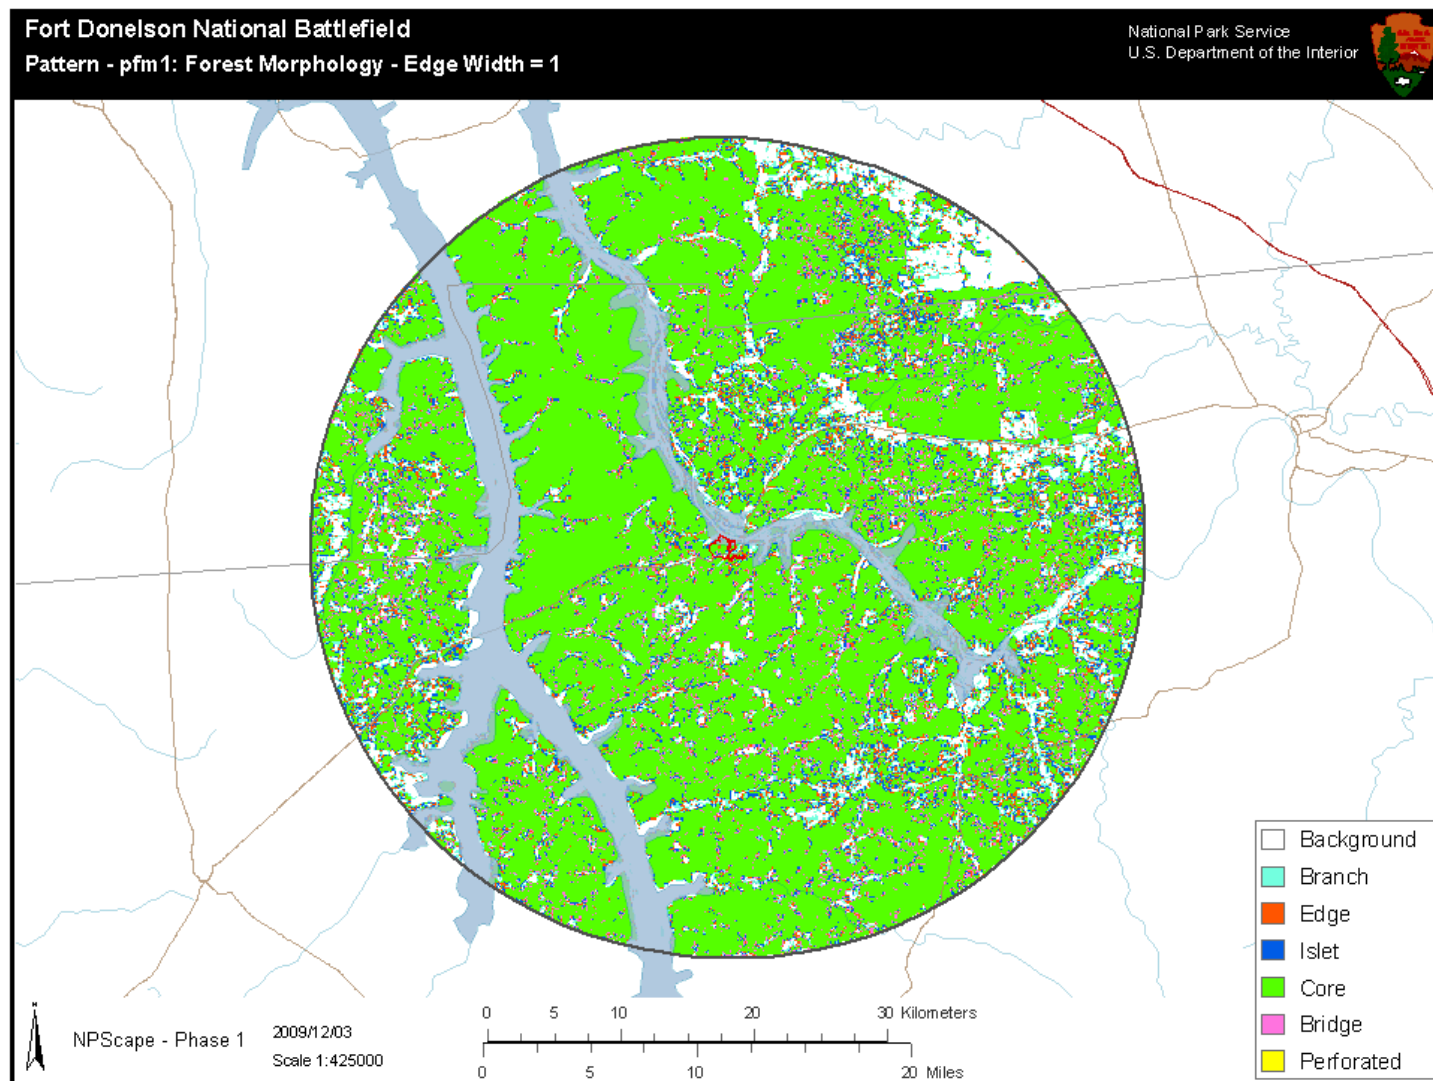 Fort Donelson National Battlefield
Pattern - pfm1: Forest Morphology - Edge Width = 1
National Park Service
U.S. Department of the Interior
Background
Branch
Edge
Islet
Core
Bridge
Perforated
N
NPScape - Phase 1
2009/12/03
Scale 1:425000
0 5 10 20 30 Kilometers
0 5 10 20 Miles